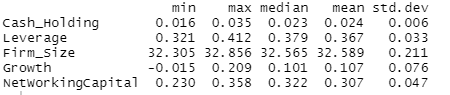 min max median mean std.dev
Cash_Holding 0.016 0.035 0.023 0.024 0.006
Leverage 0.321 0.412 0.379 0.367 0.033
Firm_Size 32.305 32.856 32.565 32.589 0.211
Growth -0.015 0.209 0.101 0.107 0.076
NetWorkingCapital 0.230 0.358 0.322 0.307 0.047